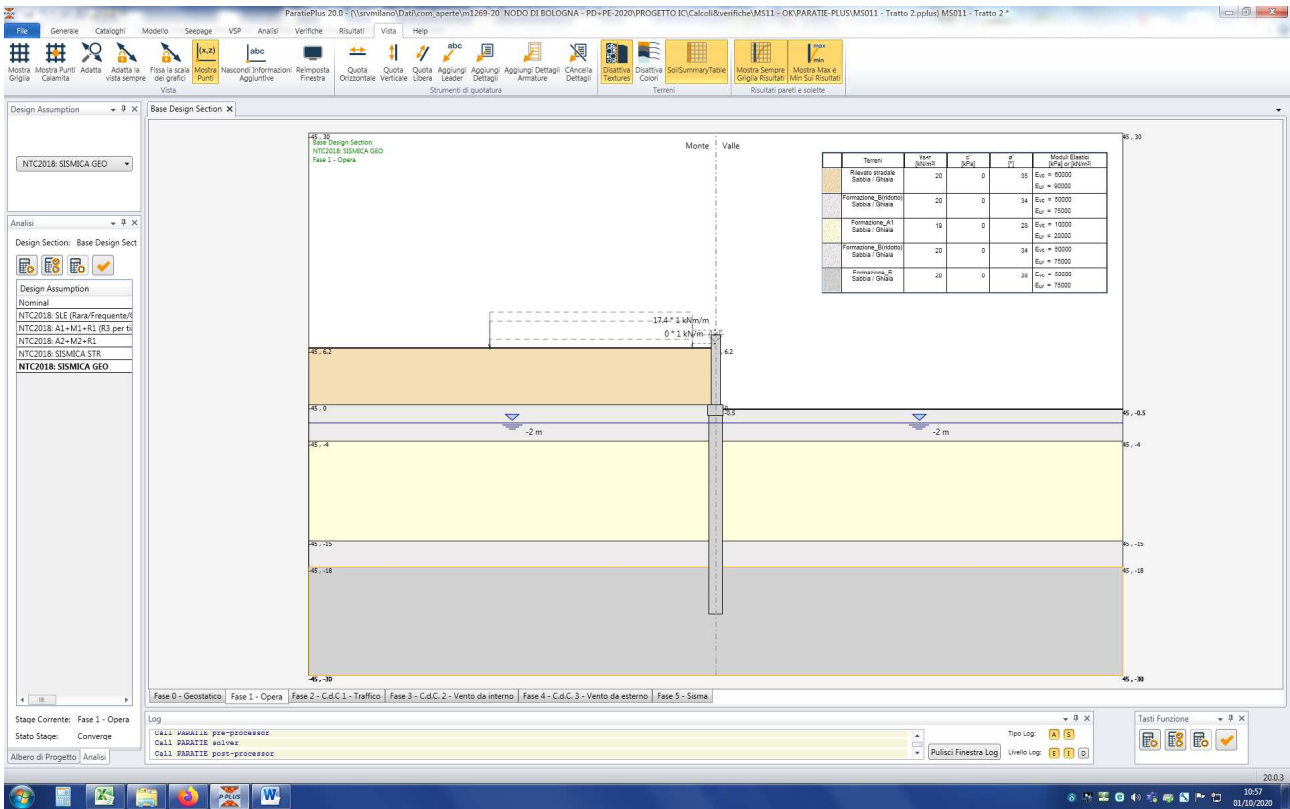 ParatiePlus 20.0 - (\\srvmilano\Dati\com_aperte\m1269-20 NODO DI BOLOGNA - PD+PE-2020\PROGETTO IC\Calcoli&verifiche\MS11 - OK\PARATIE-PLUS\MS011 - Tratto 2.pplus) MS011 - Tratto 2 *
File Generale Cataloghi Modello Seepage VSP Analisi Verifiche Risultati Vista Help
Mostra Griglia
Mostra Punti Calamita
Adatta
Adatta la vista sempre
Fissa la scala dei grafici
(x,z)
Mostra Punti
abc
Nascondi Informazioni Aggiuntive
Reimposta Finestra
Vista
Quota Orizzontale
Quota Verticale
Quota Libera
abc
Aggiungi Leader
Aggiungi Dettagli
Aggiungi Dettagli Armature
CAncella Dettagli
Strumenti di quotatura
Disattiva Textures
Disattiva Colori
SoilSummaryTable
Terreni
Mostra Sempre Griglia Risultati
max
min
Mostra Max e Min Sui Risultati
Risultati pareti e solette
Design Assumption
NTC2018: SISMICA GEO
Analisi
Design Section: Base Design Sect
Design Assumption
Nominal
NTC2018: SLE (Rara/Frequente/
NTC2018: A1+M1+R1 (R3 per ti
NTC2018: A2+M2+R1
NTC2018: SISMICA STR
NTC2018: SISMICA GEO
Stage Corrente: Fase 1 - Opera
Stato Stage: Converge
Albero di Progetto Analisi
Base Design Section
-45 , 30
Base Design Section
NTC2018: SISMICA GEO
Fase 1 - Opera
Monte Valle
45 , 30
Terreni γSAT [kN/m³] c' [kPa] ø' [°] Moduli Elastici [kPa] or [kN/m³]
Rilevato stradale Sabbia / Ghiaia 20 0 35 Evc = 60000
Eur = 90000
Formazione_B(ridotto) Sabbia / Ghiaia 20 0 34 Evc = 50000
Eur = 75000
Formazione_A1 Sabbia / Ghiaia 19 0 28 Evc = 10000
Eur = 20000
Formazione_B(ridotto) Sabbia / Ghiaia 20 0 34 Evc = 50000
Eur = 75000
Formazione_B Sabbia / Ghiaia 20 0 38 Evc = 50000
Eur = 75000
17.4 * 1 kNm/m
0 * 1 kN/m
-45 , 6.2
6.2
-45 , 0
-0.5
45 , -0.5
-2 m
-2 m
-45 , -4
45 , -4
-45 , -15
45 , -15
-45 , -18
45 , -18
-45 , -30
45 , -30
Fase 0 - Geostatico Fase 1 - Opera Fase 2 - C.d.C 1 - Traffico Fase 3 - C.d.C. 2 - Vento da interno Fase 4 - C.d.C. 3 - Vento da esterno Fase 5 - Sisma
Log
Call PARATIE pre-processor
Call PARATIE solver
Call PARATIE post-processor
Pulisci Finestra Log
Tipo Log: A S
Livello Log: E I D
Tasti Funzione
20.0.3
P PLUS
10:57
01/10/2020